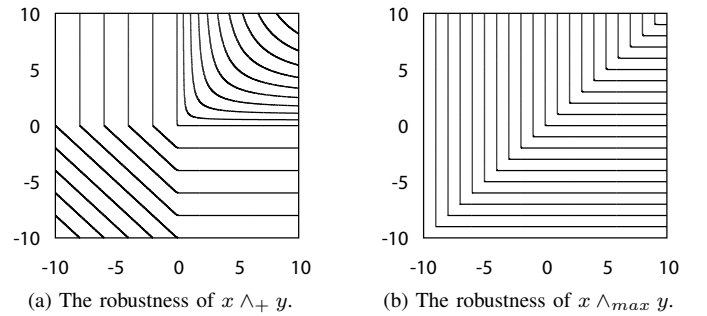 10 10
5 5
0 0
-5 -5
-10 -10
-10 -5 0 5 10 -10 -5 0 5 10
(a) The robustness of x ∧₊ y. (b) The robustness of x ∧ₘₐₓ y.